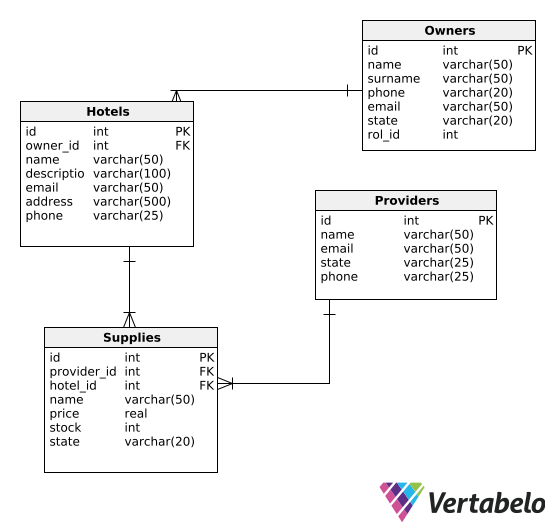 Owners
id int PK
name varchar(50)
surname varchar(50)
phone varchar(20)
email varchar(50)
state varchar(20)
rol_id int
Hotels
id int PK
owner_id int FK
name varchar(50)
descriptio varchar(100)
email varchar(50)
address varchar(500)
phone varchar(25)
Providers
id int PK
name varchar(50)
email varchar(50)
state varchar(25)
phone varchar(25)
Supplies
id int PK
provider_id int FK
hotel_id int FK
name varchar(50)
price real
stock int
state varchar(20)
Vertabelo